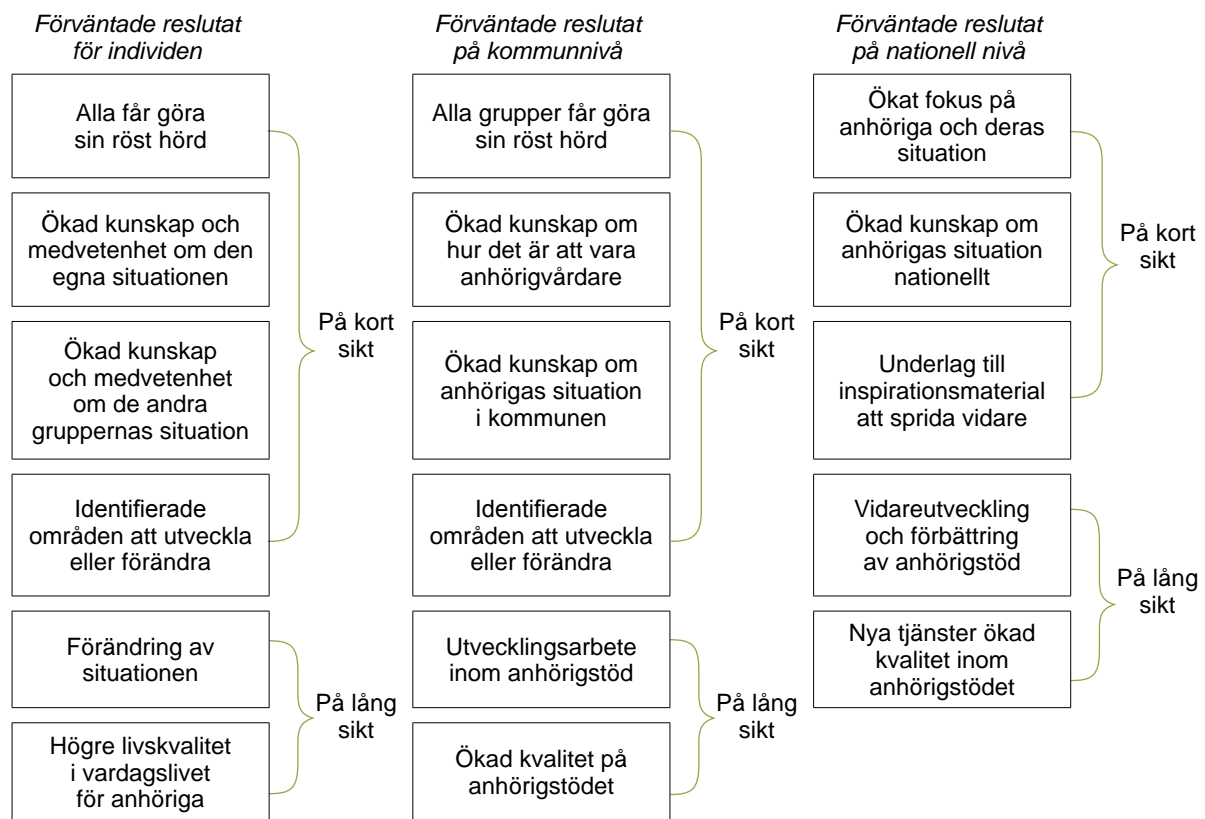 Förväntade reslutat
för individen
Alla får göra
sin röst hörd
Ökad kunskap och
medvetenhet om den
egna situationen
Ökad kunskap
och medvetenhet
om de andra
gruppernas situation
Identifierade
områden att utveckla
eller förändra
På kort
sikt
Förändring av
situationen
Högre livskvalitet
i vardagslivet
för anhöriga
På lång
sikt
Förväntade reslutat
på kommunnivå
Alla grupper får göra
sin röst hörd
Ökad kunskap om
hur det är att vara
anhörigvårdare
Ökad kunskap om
anhörigas situation
i kommunen
Identifierade
områden att utveckla
eller förändra
På kort
sikt
Utvecklingsarbete
inom anhörigstöd
Ökad kvalitet på
anhörigstödet
På lång
sikt
Förväntade reslutat
på nationell nivå
Ökat fokus på
anhöriga och deras
situation
Ökad kunskap om
anhörigas situation
nationellt
Underlag till
inspirationsmaterial
att sprida vidare
På kort
sikt
Vidareutveckling
och förbättring
av anhörigstöd
Nya tjänster ökad
kvalitet inom
anhörigstödet
På lång
sikt